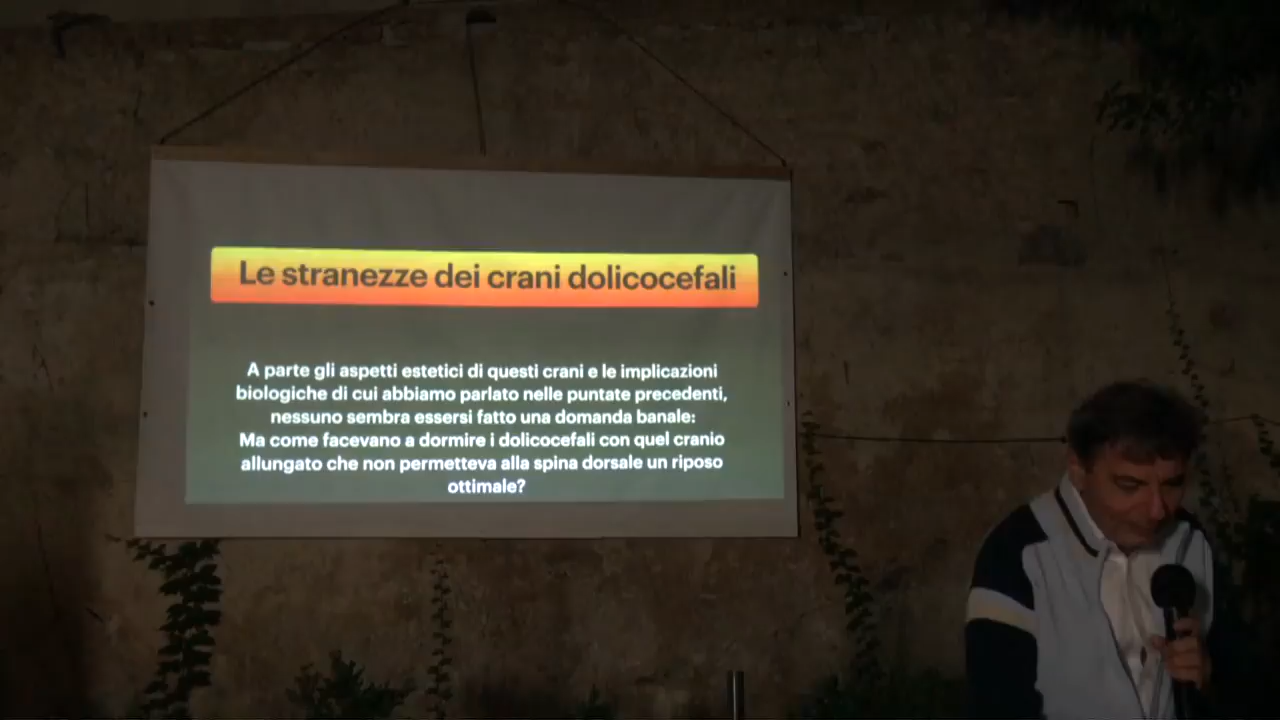 Le stranezze dei crani dolicocefali
A parte gli aspetti estetici di questi crani e le implicazioni
biologiche di cui abbiamo parlato nelle puntate precedenti,
nessuno sembra essersi fatto una domanda banale:
Ma come facevano a dormire i dolicocefali con quel cranio
allungato che non permetteva alla spina dorsale un riposo
ottimale?